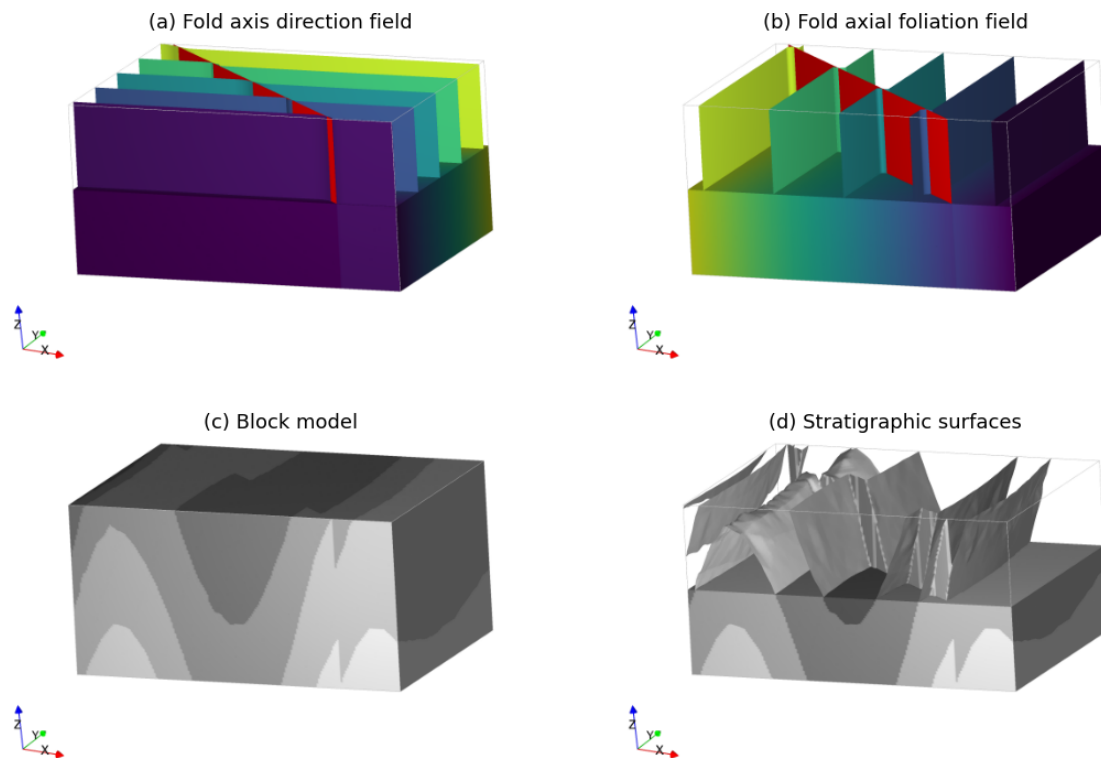 (a) Fold axis direction field
(b) Fold axial foliation field
Z
Y
X
Z
Y
X
(c) Block model
(d) Stratigraphic surfaces
Z
Y
X
Z
Y
X